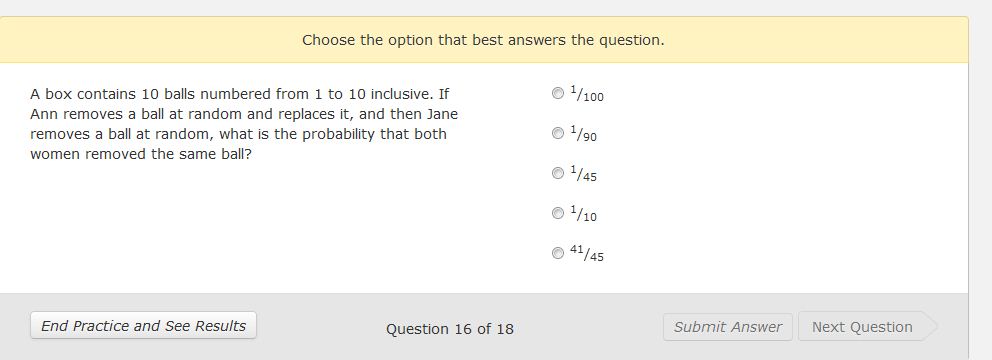 Choose the option that best answers the question.
A box contains 10 balls numbered from 1 to 10 inclusive. If
Ann removes a ball at random and replaces it, and then Jane
removes a ball at random, what is the probability that both
women removed the same ball?
1/100
1/90
1/45
1/10
41/45
End Practice and See Results
Question 16 of 18
Submit Answer
Next Question